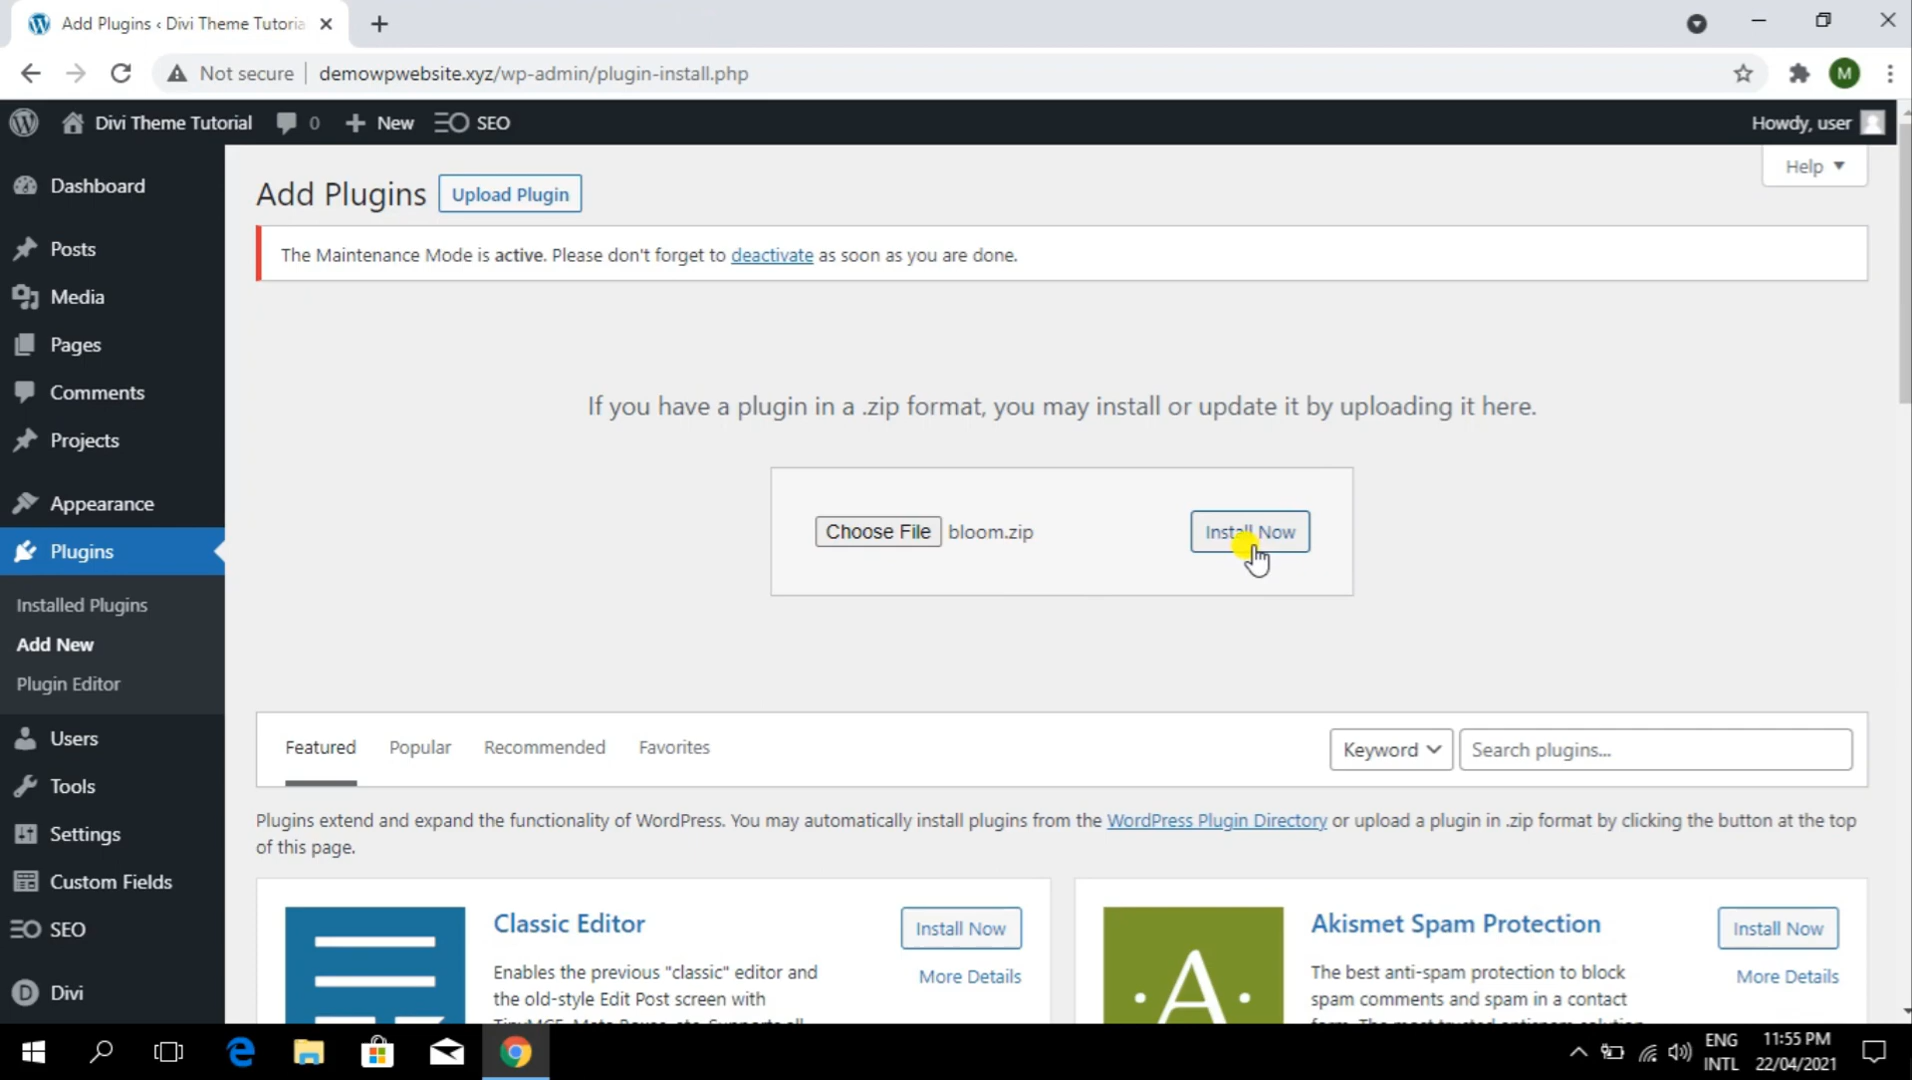 Add Plugins ‹ Divi Theme Tutoria
Not secure
demowpwebsite.xyz/wp-admin/plugin-install.php
M
Divi Theme Tutorial
0
New
SEO
Howdy, user
Help
Dashboard
Posts
Media
Pages
Comments
Projects
Appearance
Plugins
Installed Plugins
Add New
Plugin Editor
Users
Tools
Settings
Custom Fields
SEO
D
Divi
Add Plugins
Upload Plugin
The Maintenance Mode is active. Please don't forget to deactivate as soon as you are done.
If you have a plugin in a .zip format, you may install or update it by uploading it here.
Choose File bloom.zip
Install Now
Featured
Popular
Recommended
Favorites
Keyword
Search plugins...
Plugins extend and expand the functionality of WordPress. You may automatically install plugins from the WordPress Plugin Directory or upload a plugin in .zip format by clicking the button at the top
of this page.
Classic Editor
Install Now
More Details
Enables the previous "classic" editor and
the old-style Edit Post screen with
A
Akismet Spam Protection
Install Now
More Details
The best anti-spam protection to block
spam comments and spam in a contact
ENG
INTL
11:55 PM
22/04/2021